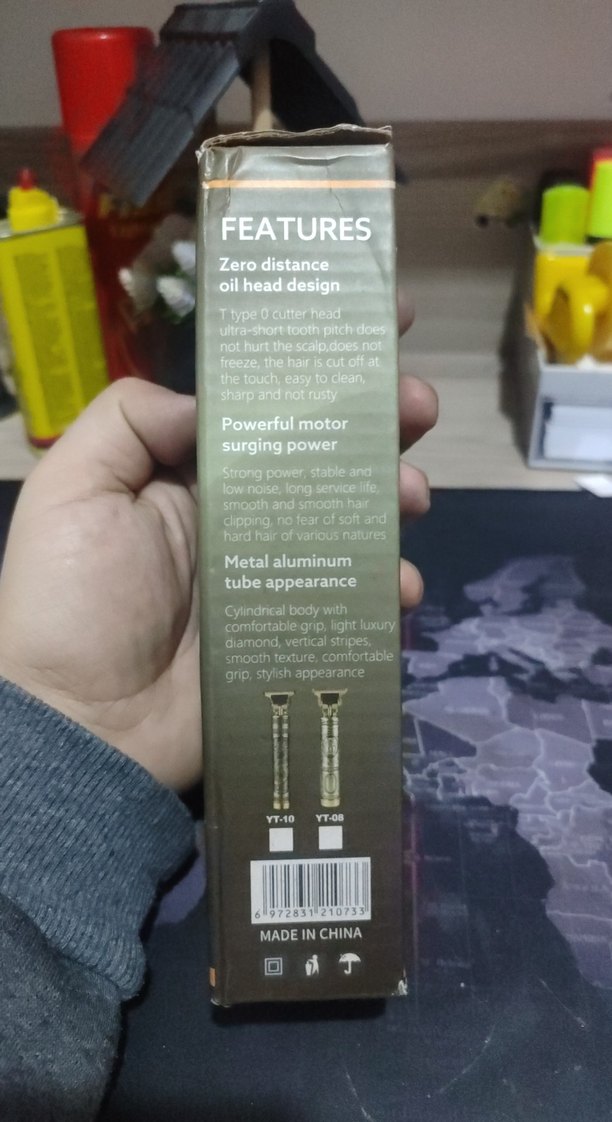 FEATURES
Zero distance
oil head design
T type 0 cutter head
ultra-short tooth pitch does
not hurt the scalp,does not
freeze, the hair is cut off at
the touch, easy to clean,
sharp and not rusty
Powerful motor
surging power
Strong power, stable and
low noise, long service life,
smooth and smooth hair
clipping, no fear of soft and
hard hair of various natures
Metal aluminum
tube appearance
Cylindrical body with
comfortable grip, light luxury
diamond, vertical stripes,
smooth texture, comfortable
grip, stylish appearance
YT-10 YT-08
6 972831 210733
MADE IN CHINA